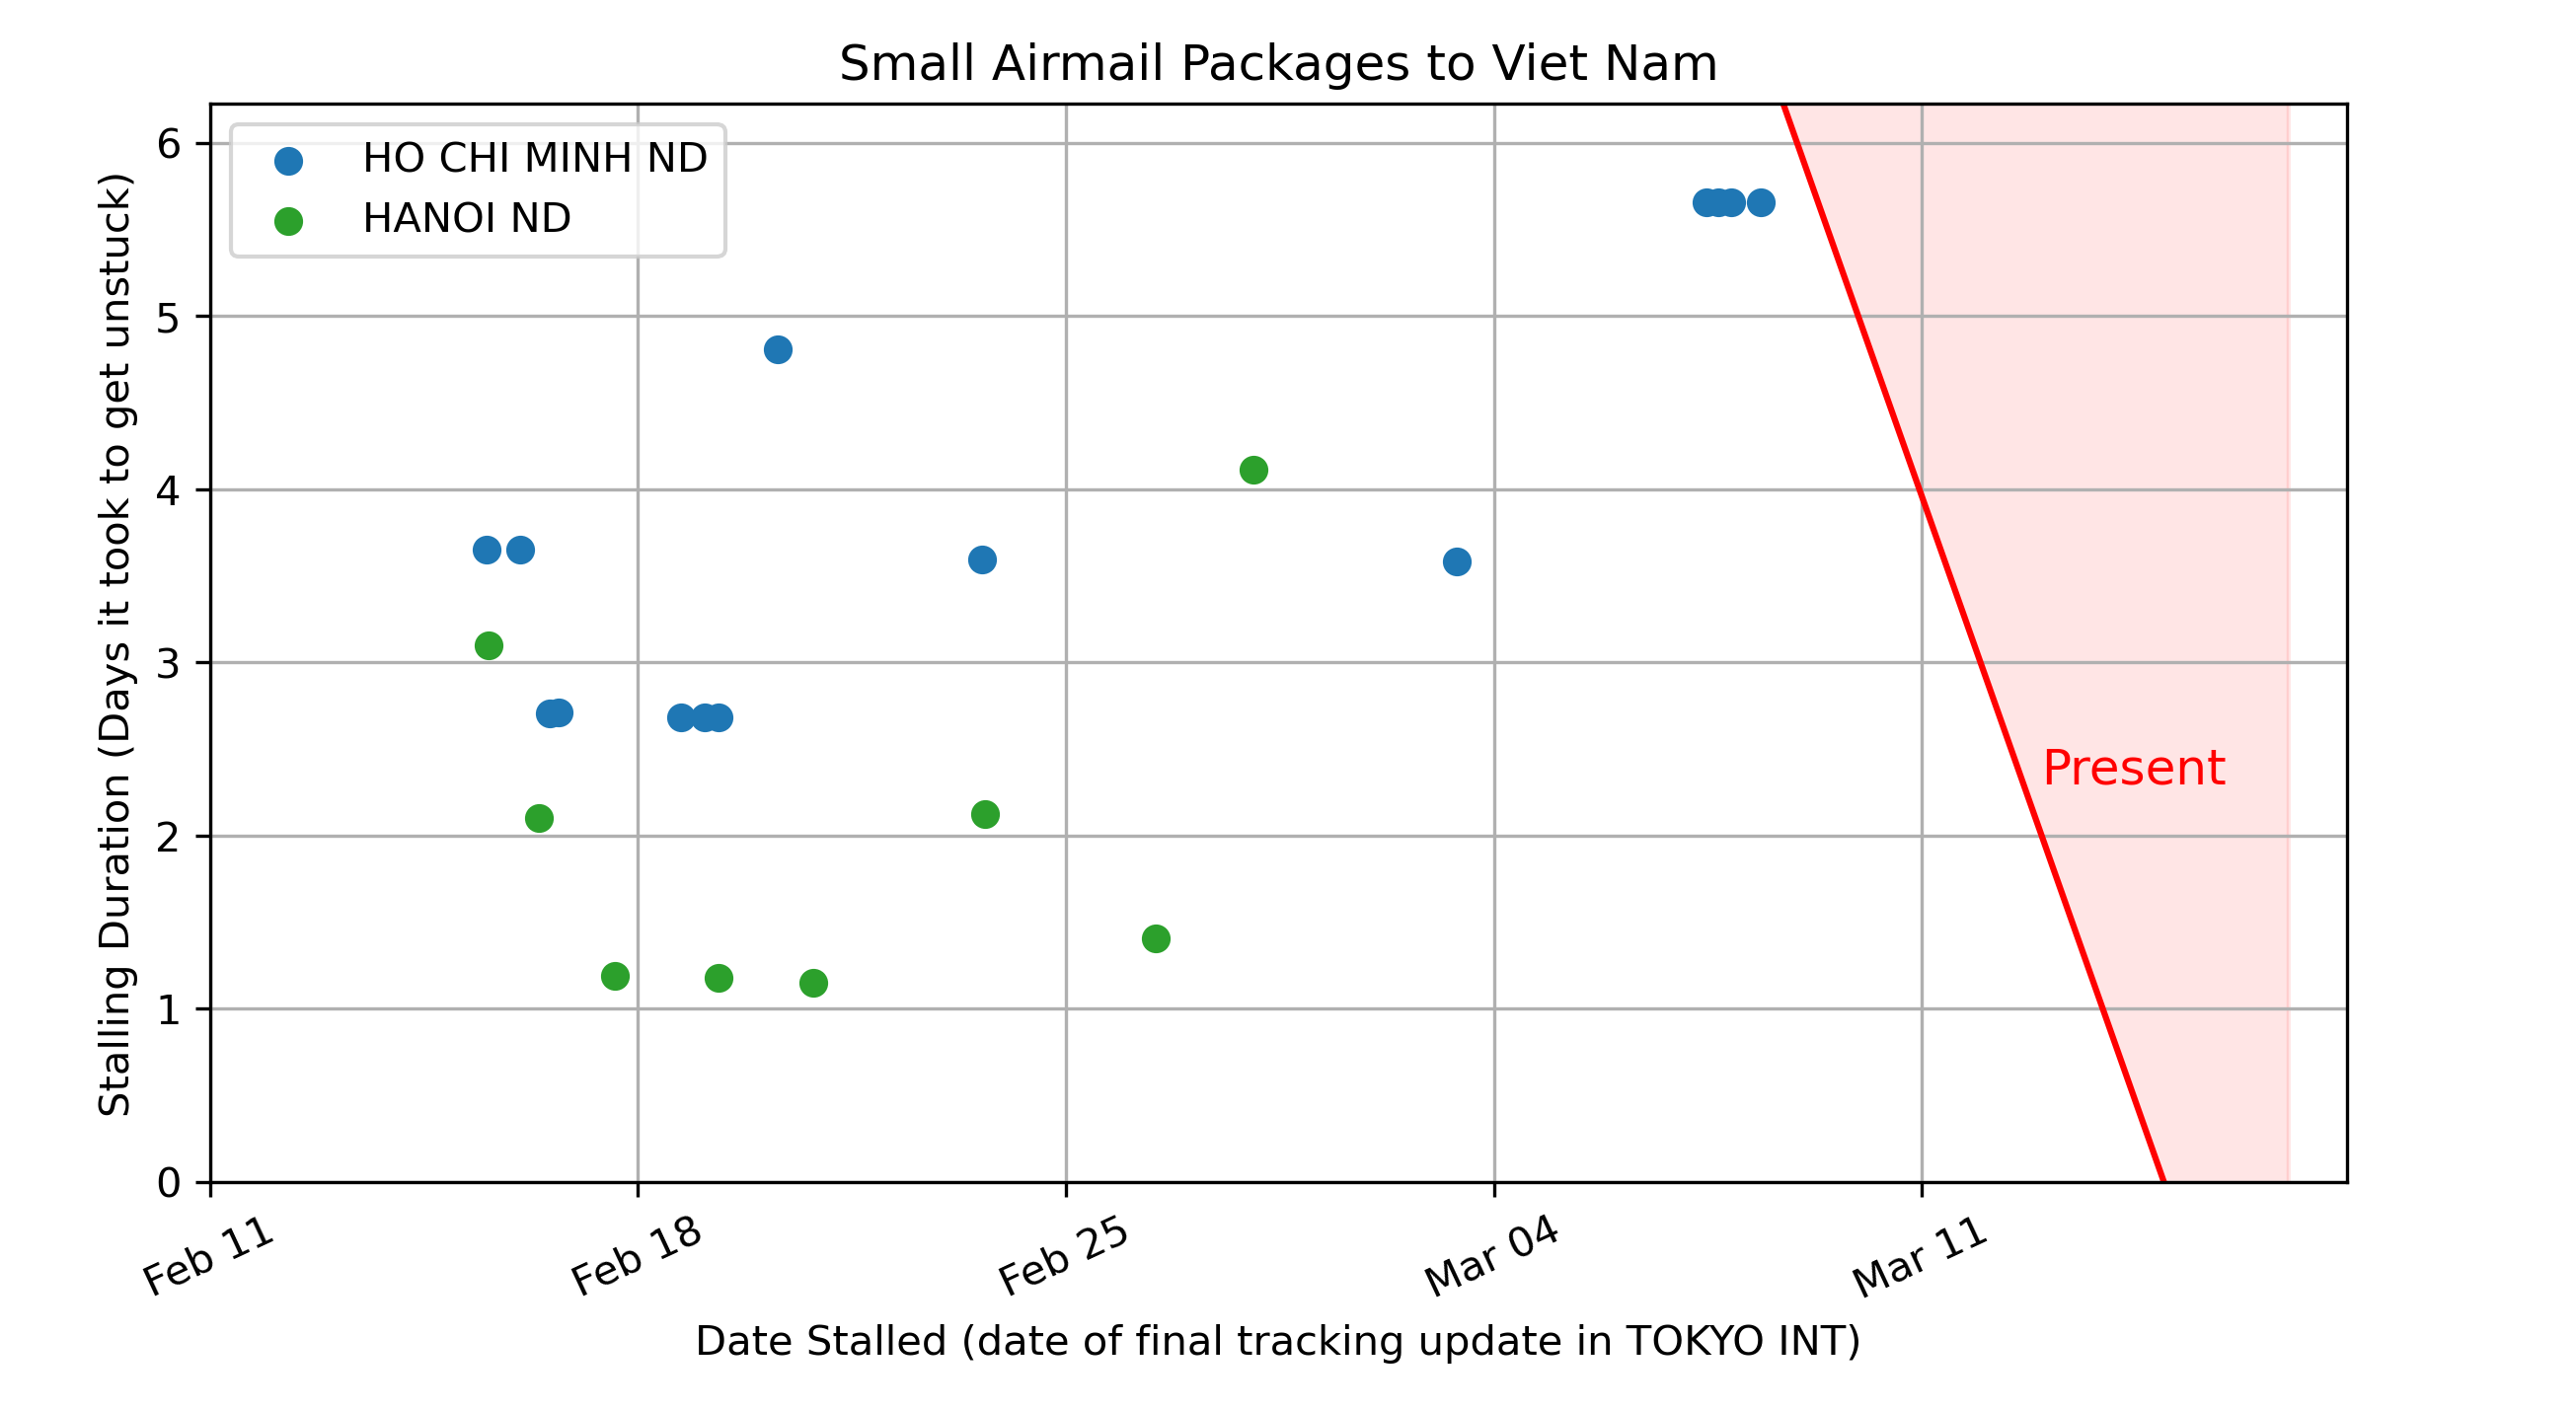 Small Airmail Packages to Viet Nam
HO CHI MINH ND
HANOI ND
Stalling Duration (Days it took to get unstuck)
6
5
4
3
2
1
0
Present
Feb 11
Feb 18
Feb 25
Mar 04
Mar 11
Date Stalled (date of final tracking update in TOKYO INT)